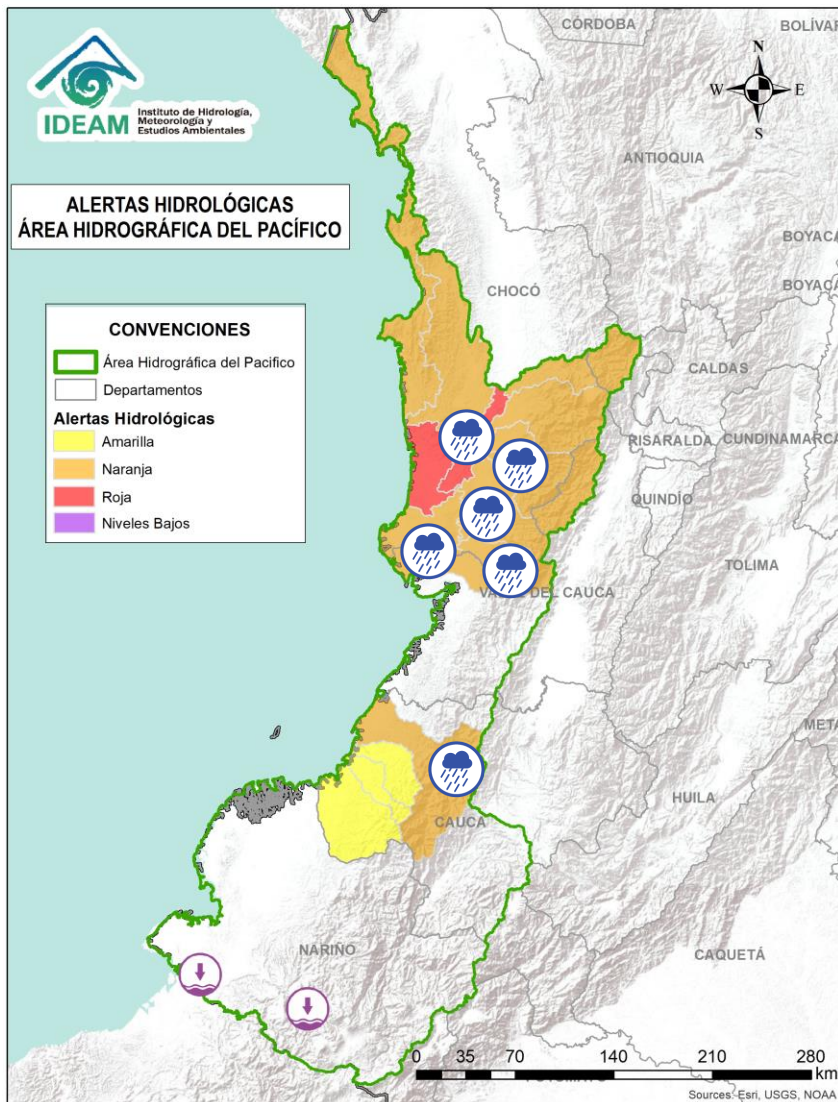 CÓRDOBA
BOLÍVAR
IDEAM
Instituto de Hidrología,
Meteorología y
Estudios Ambientales
N
W E
S
ANTIOQUIA
ALERTAS HIDROLÓGICAS
ÁREA HIDROGRÁFICA DEL PACÍFICO
BOYACÁ
BOYACÁ
CHOCÓ
CONVENCIONES
Área Hidrográfica del Pacifico
Departamentos
Alertas Hidrológicas
Amarilla
Naranja
Roja
Niveles Bajos
CALDAS
RISARALDA
CUNDINAMARCA
QUINDÍO
TOLIMA
VALLE DEL CAUCA
META
HUILA
CAUCA
NARIÑO
CAQUETÁ
0 35 70 140 210 280
km
PUTUMAYO
Sources: Esri, USGS, NOAA